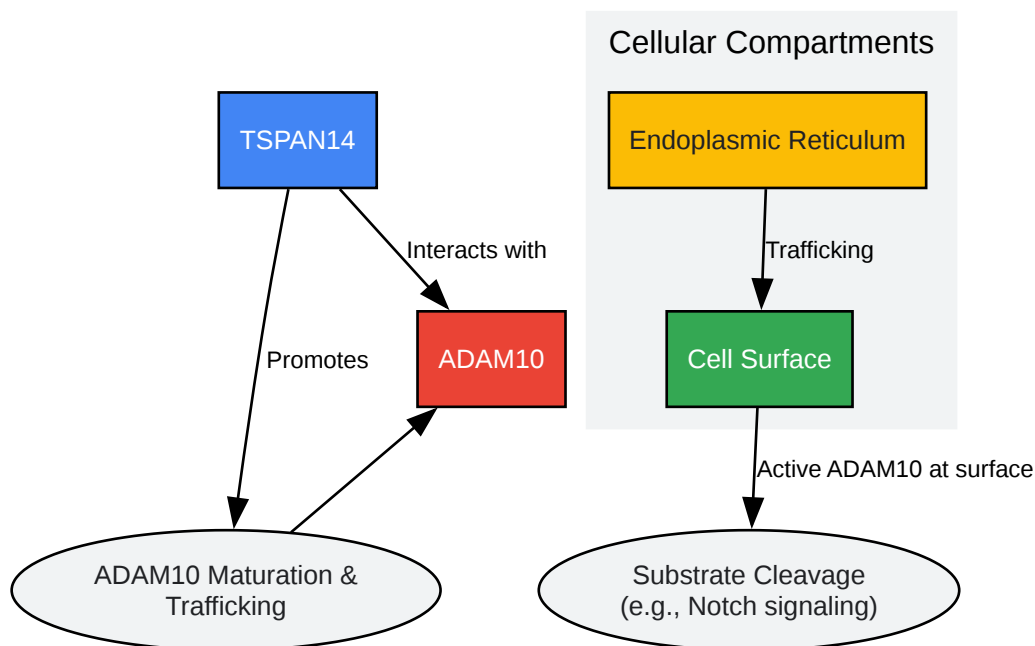 Cellular Compartments
TSPAN14
Endoplasmic Reticulum
Interacts with
Trafficking
Promotes
ADAM10
Cell Surface
Active ADAM10 at surface
ADAM10 Maturation &
Trafficking
Substrate Cleavage
(e.g., Notch signaling)